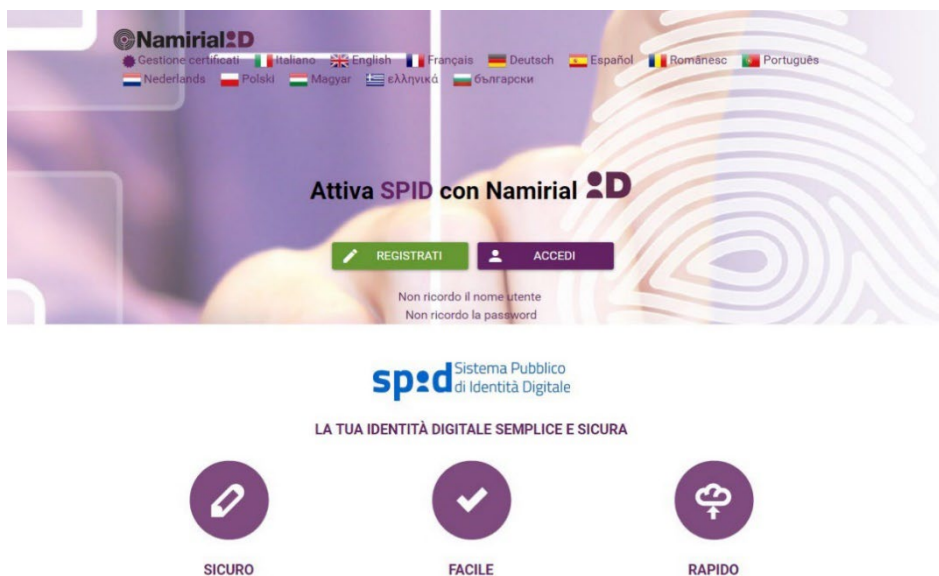 NamirialID
Gestione certificati Italiano English Français Deutsch Español Românesc Português
Nederlands Polski Magyar ελληνικά български
Attiva SPID con Namirial ID
REGISTRATI ACCEDI
Non ricordo il nome utente
Non ricordo la password
spid Sistema Pubblico
di Identità Digitale
LA TUA IDENTITÀ DIGITALE SEMPLICE E SICURA
SICURO FACILE RAPIDO